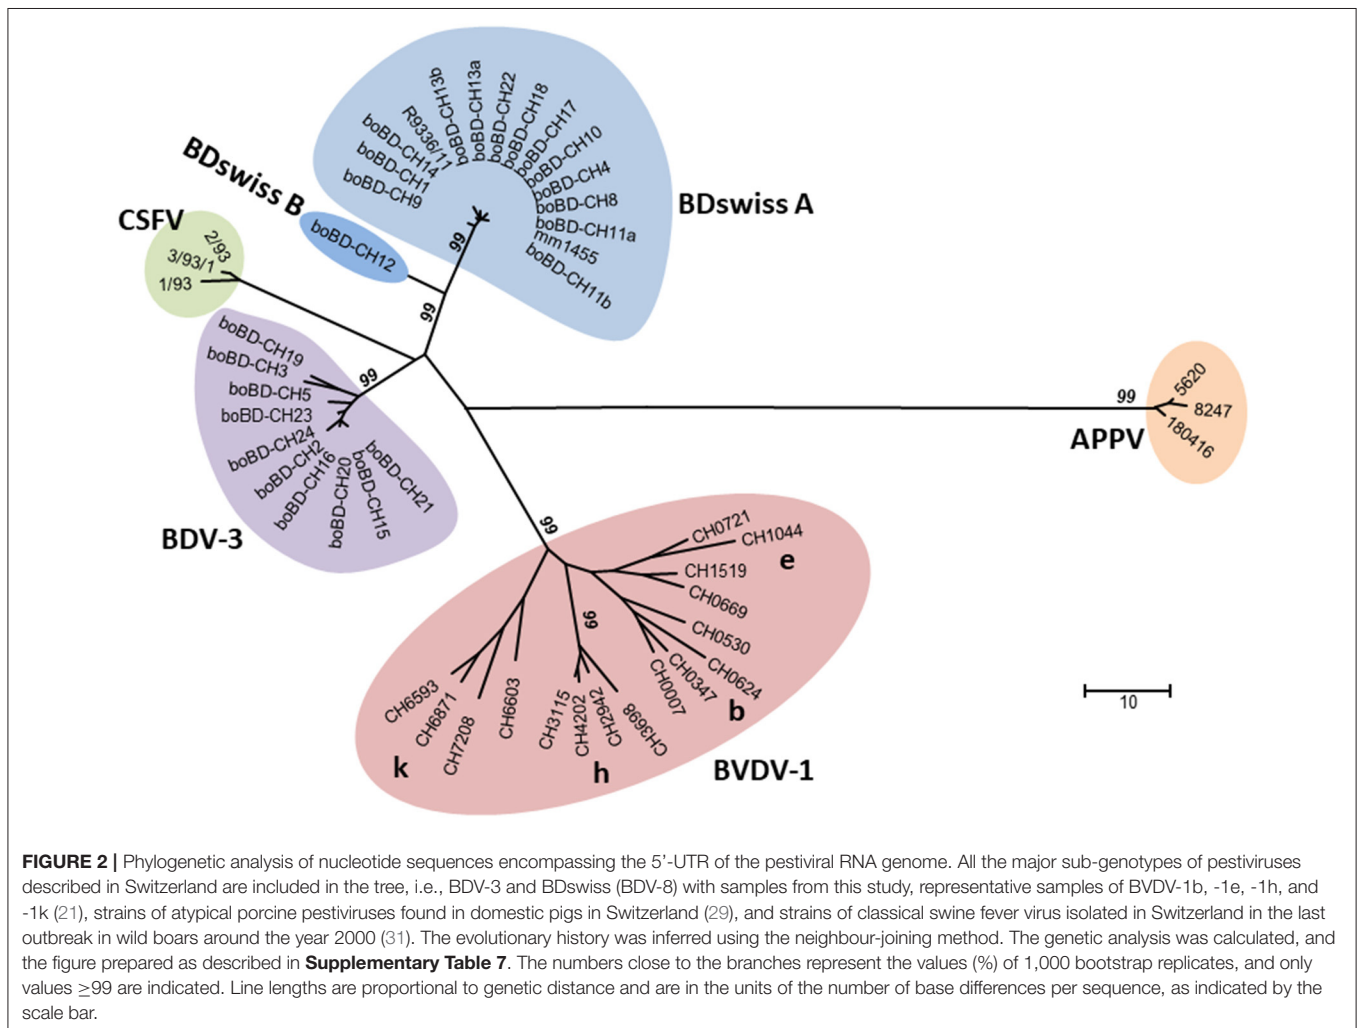 BDswiss A
boBD-CH9
boBD-CH1
boBD-CH14
R9336/11
boBD-CH13b
boBD-CH13a
boBD-CH22
boBD-CH18
boBD-CH17
boBD-CH10
boBD-CH4
boBD-CH8
boBD-CH11a
mm1455
boBD-CH11b
99
99
BDswiss B
boBD-CH12
CSFV
2/93
3/93/1
1/93
99
boBD-CH19
boBD-CH3
boBD-CH5
boBD-CH23
boBD-CH24
boBD-CH2
boBD-CH16
boBD-CH20
boBD-CH15
boBD-CH21
BDV-3
99
5620
8247
180416
APPV
99
CH0721
CH1044
e
CH1519
CH0669
CH0530
CH0624
CH0347
CH0007
b
99
CH3698
CH2942
CH4202
CH3115
h
CH6603
CH7208
CH6871
CH6593
k
BVDV-1
10
FIGURE 2 | Phylogenetic analysis of nucleotide sequences encompassing the 5'-UTR of the pestiviral RNA genome. All the major sub-genotypes of pestiviruses
described in Switzerland are included in the tree, i.e., BDV-3 and BDswiss (BDV-8) with samples from this study, representative samples of BVDV-1b, -1e, -1h, and
-1k (21), strains of atypical porcine pestiviruses found in domestic pigs in Switzerland (29), and strains of classical swine fever virus isolated in Switzerland in the last
outbreak in wild boars around the year 2000 (31). The evolutionary history was inferred using the neighbour-joining method. The genetic analysis was calculated, and
the figure prepared as described in Supplementary Table 7. The numbers close to the branches represent the values (%) of 1,000 bootstrap replicates, and only
values ≥99 are indicated. Line lengths are proportional to genetic distance and are in the units of the number of base differences per sequence, as indicated by the
scale bar.